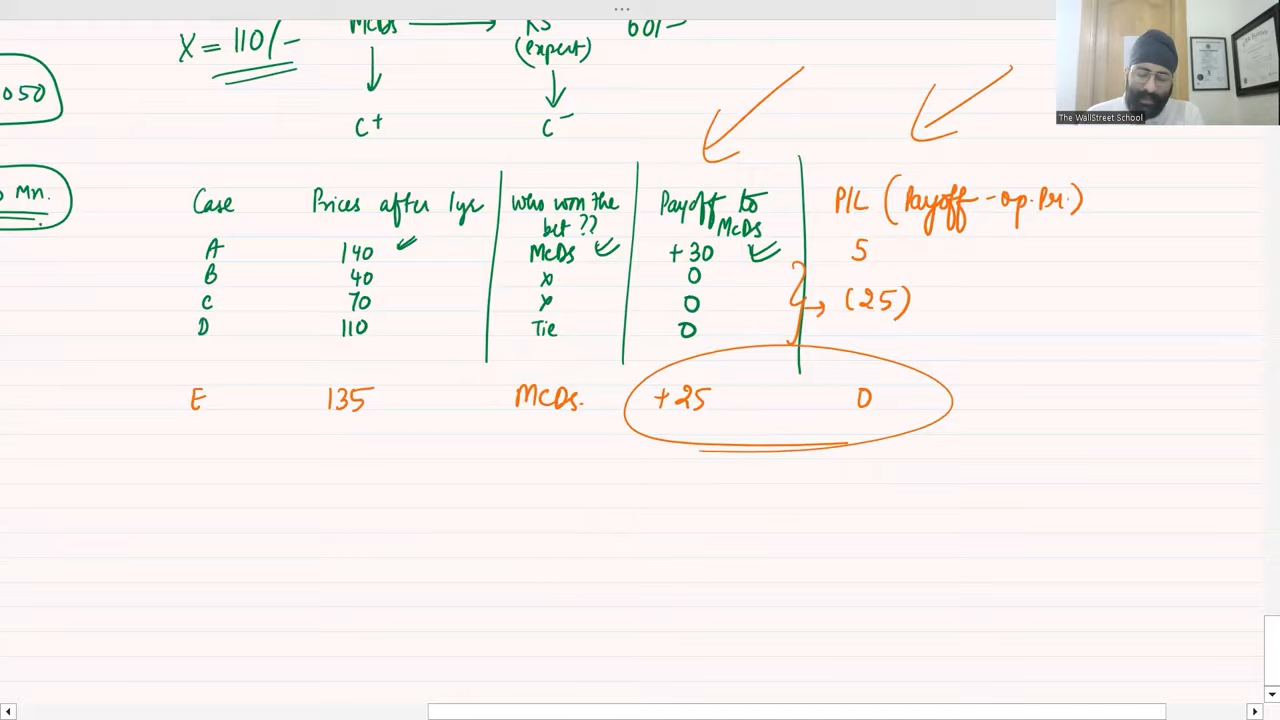 X = 110/-
McDs
(expert)
60/-
050
C+
C-
Mn.
Case Prices after 1yr Who won the bet ?? Payoff to McDs P/L (Payoff - op. Pr.)
A 140 McDs +30 5
B 40 x 0
C 70 x 0 (25)
D 110 Tie 0
E 135 McDs. +25 0
The WallStreet School